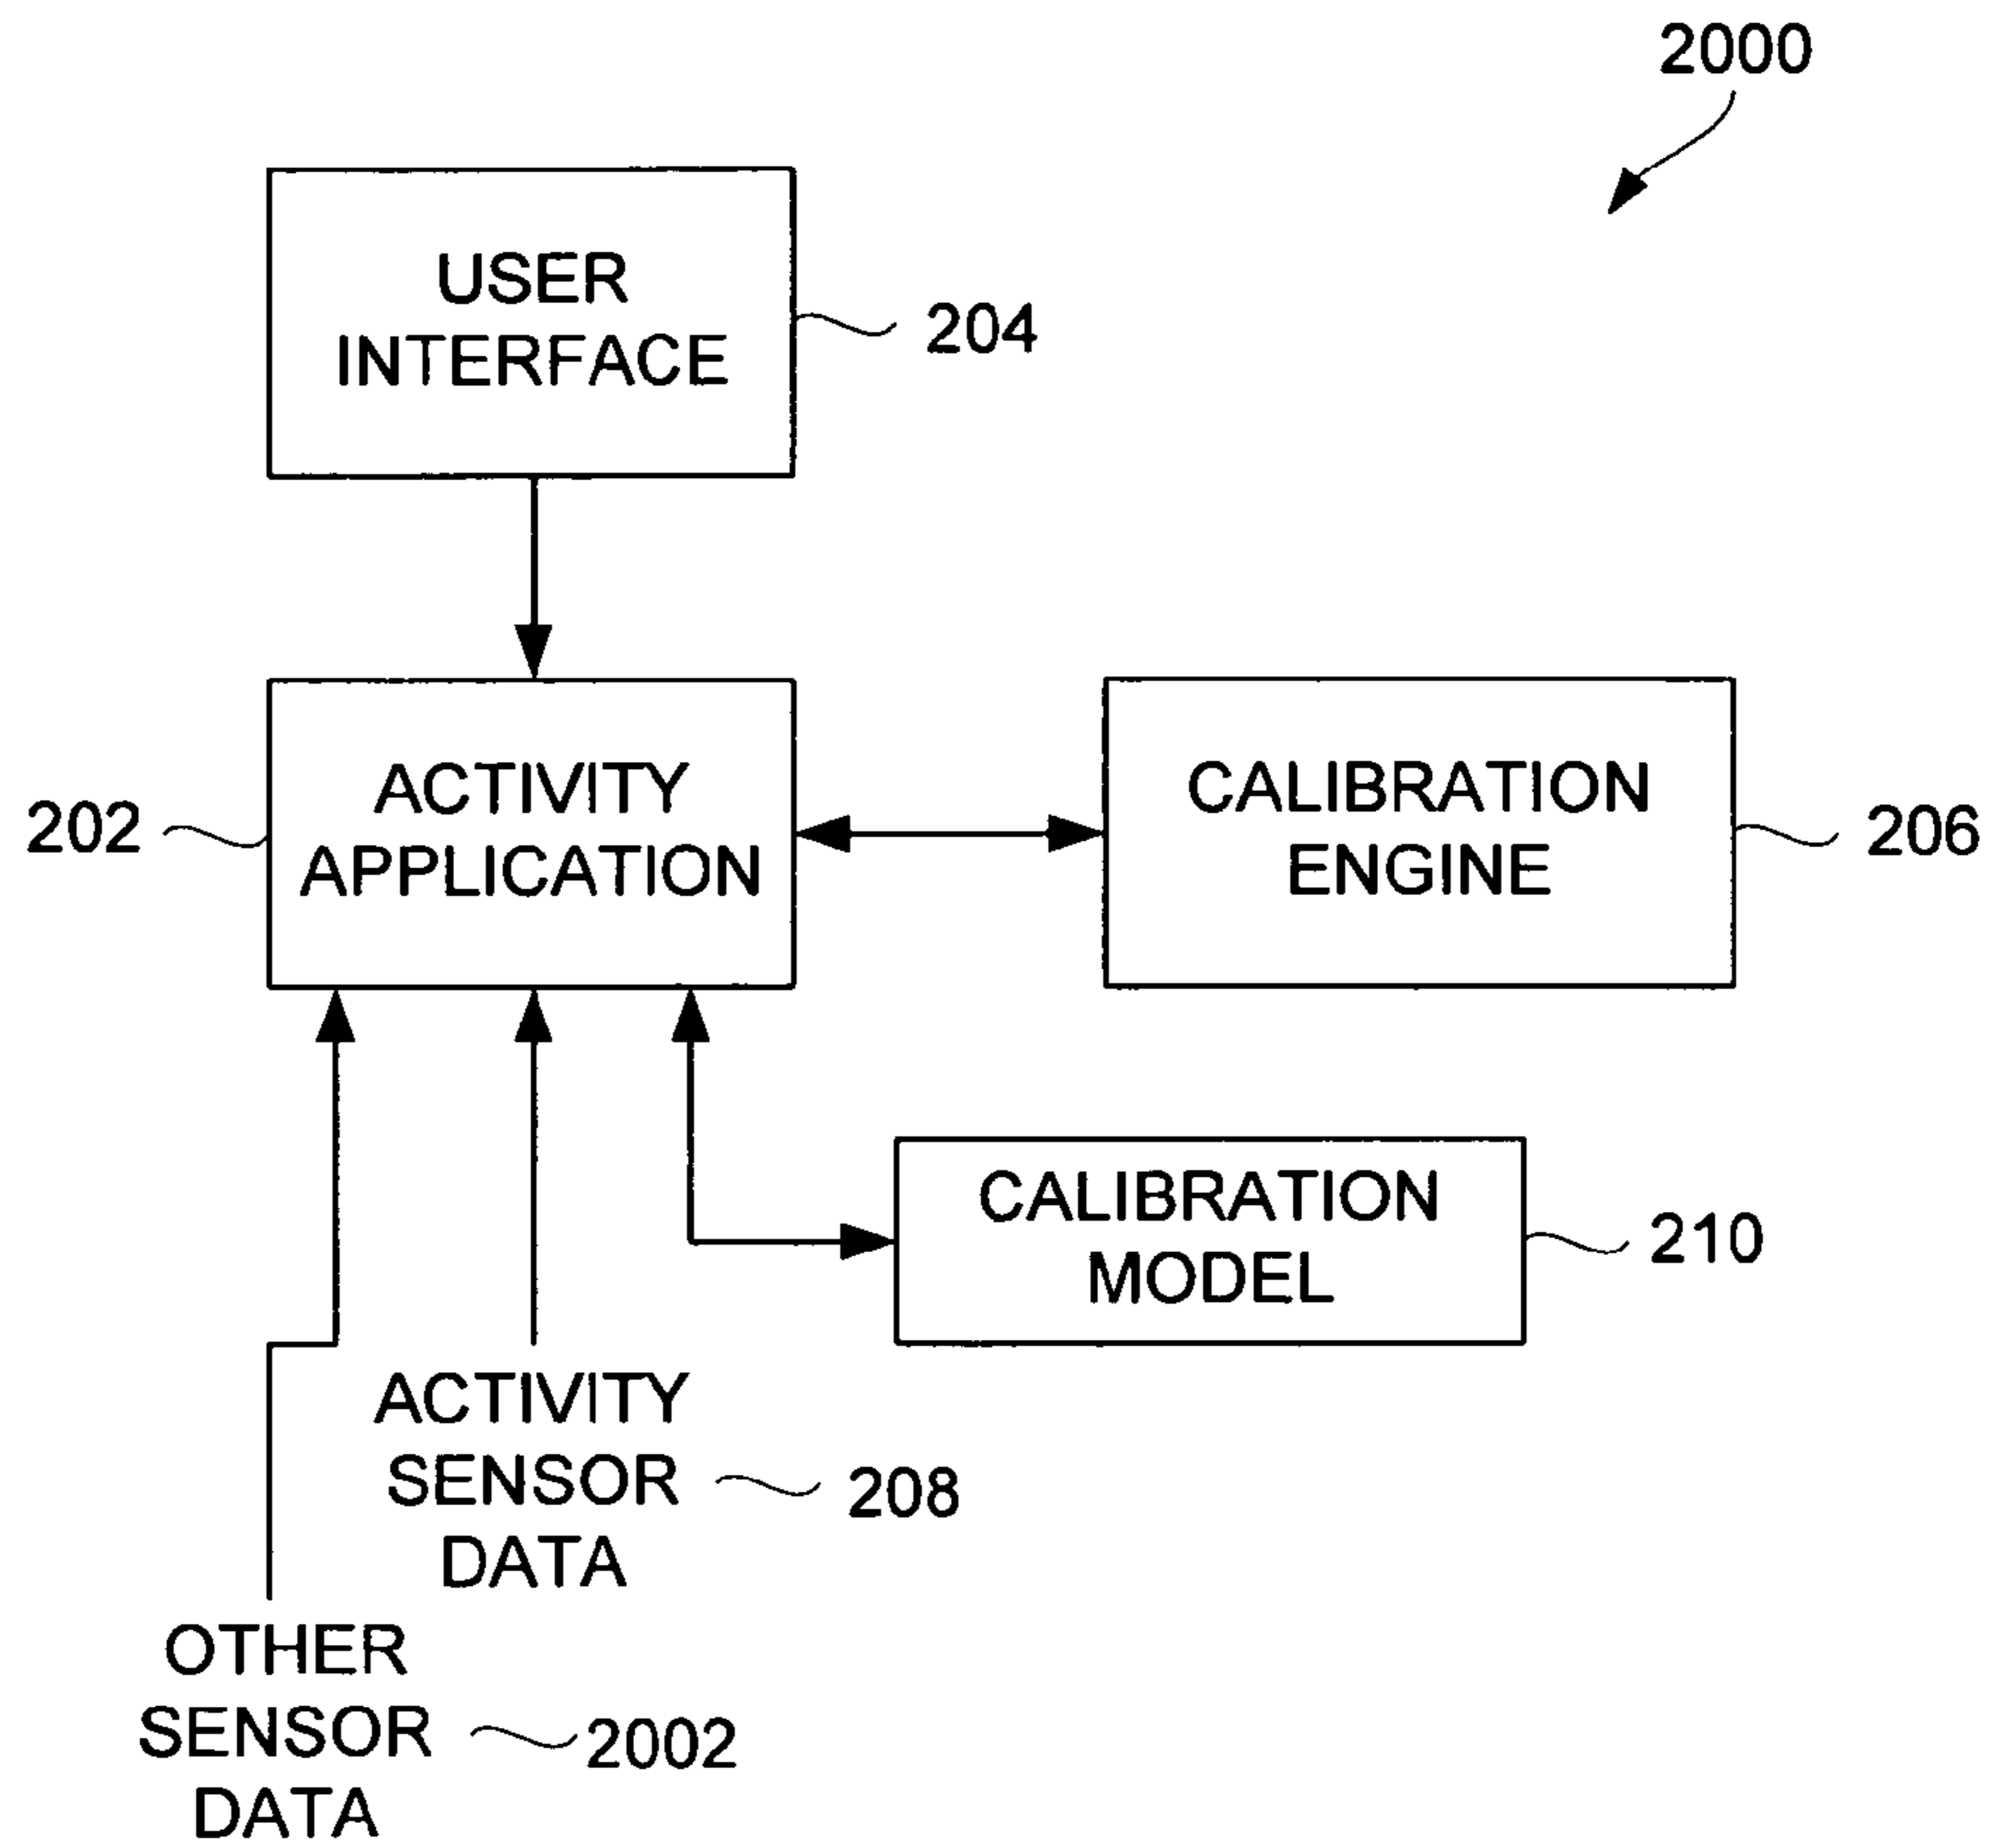 2000
USER
INTERFACE
204
ACTIVITY
APPLICATION
202
CALIBRATION
ENGINE
206
CALIBRATION
MODEL
210
ACTIVITY
SENSOR
DATA
208
OTHER
SENSOR
DATA
2002